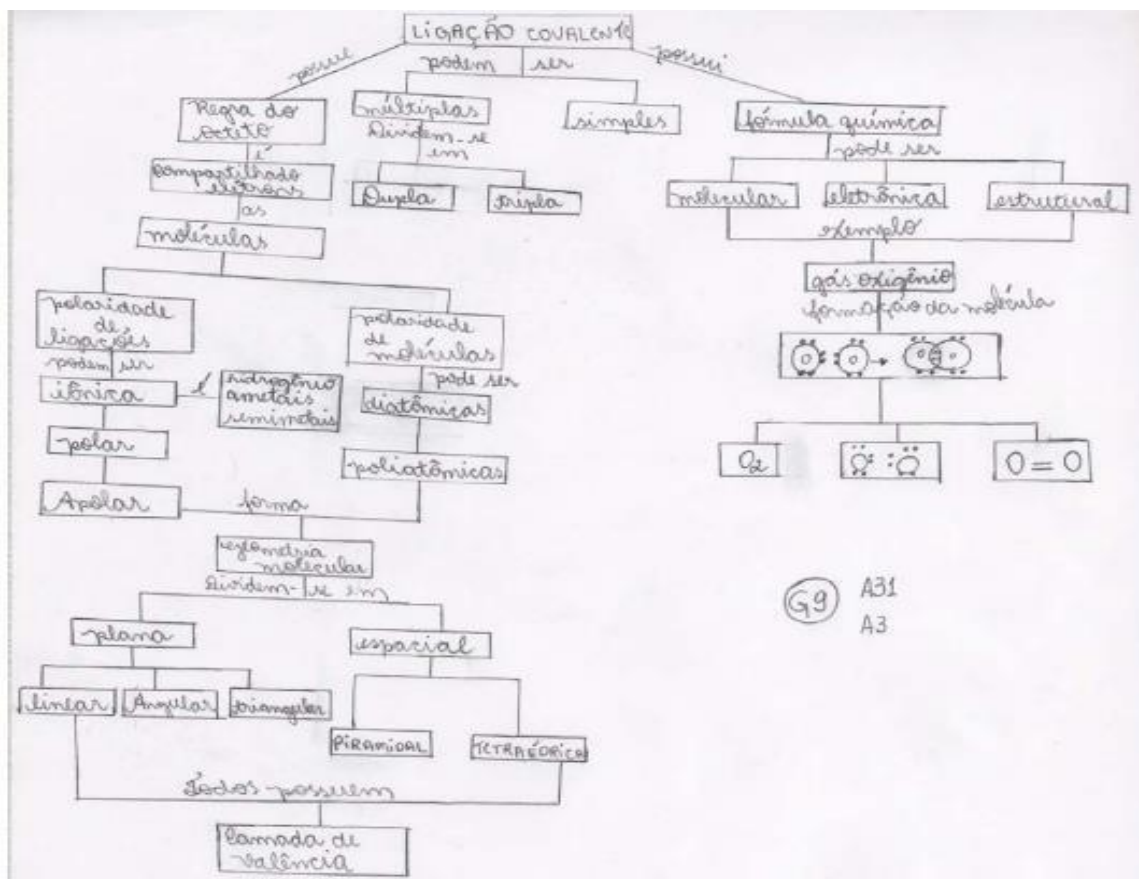 LIGAÇÃO COVALENTE
possui
podem ser
possui
Regra do
octeto
múltiplas
simples
fórmula química
é
Dividem-se
em
pode ser
Compartilhado
elétrons
Dupla
tripla
molecular
eletrônica
estrutural
as
exemplo
moléculas
gás oxigênio
formação da molécula
polaridade
de
ligações
polaridade
de
moléculas
podem ser
pode ser
iônica
é
hidrogênio
ametais
semimetais
diatômicas
polar
poliatômicas
O2
O O
O = O
Apolar
forma
geometria
molecular
Dividem-se em
G9
A31
A3
plana
espacial
linear
Angular
triangular
PIRAMIDAL
TETRAÉDRICA
Todos possuem
Camada de
valência